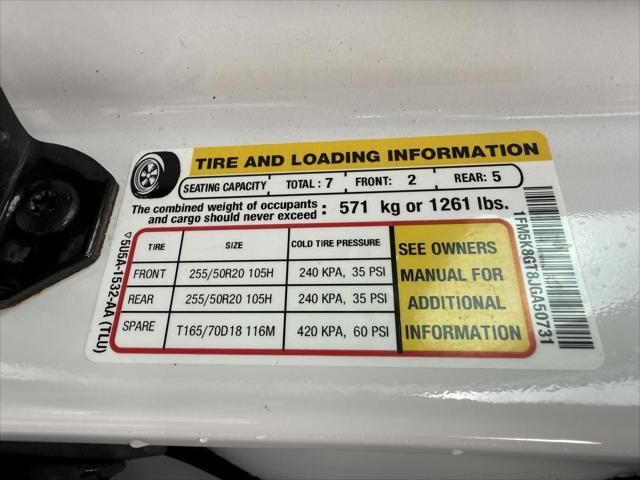 TIRE AND LOADING INFORMATION
SEATING CAPACITY TOTAL : 7 FRONT: 2 REAR: 5
The combined weight of occupants and cargo should never exceed : 571 kg or 1261 lbs.
TIRE SIZE COLD TIRE PRESSURE
FRONT 255/50R20 105H 240 KPA, 35 PSI
REAR 255/50R20 105H 240 KPA, 35 PSI
SPARE T165/70D18 116M 420 KPA, 60 PSI
SEE OWNERS
MANUAL FOR
ADDITIONAL
INFORMATION
5U5A-1532-AA (TLU)
1FM5K8GT8JGA50731